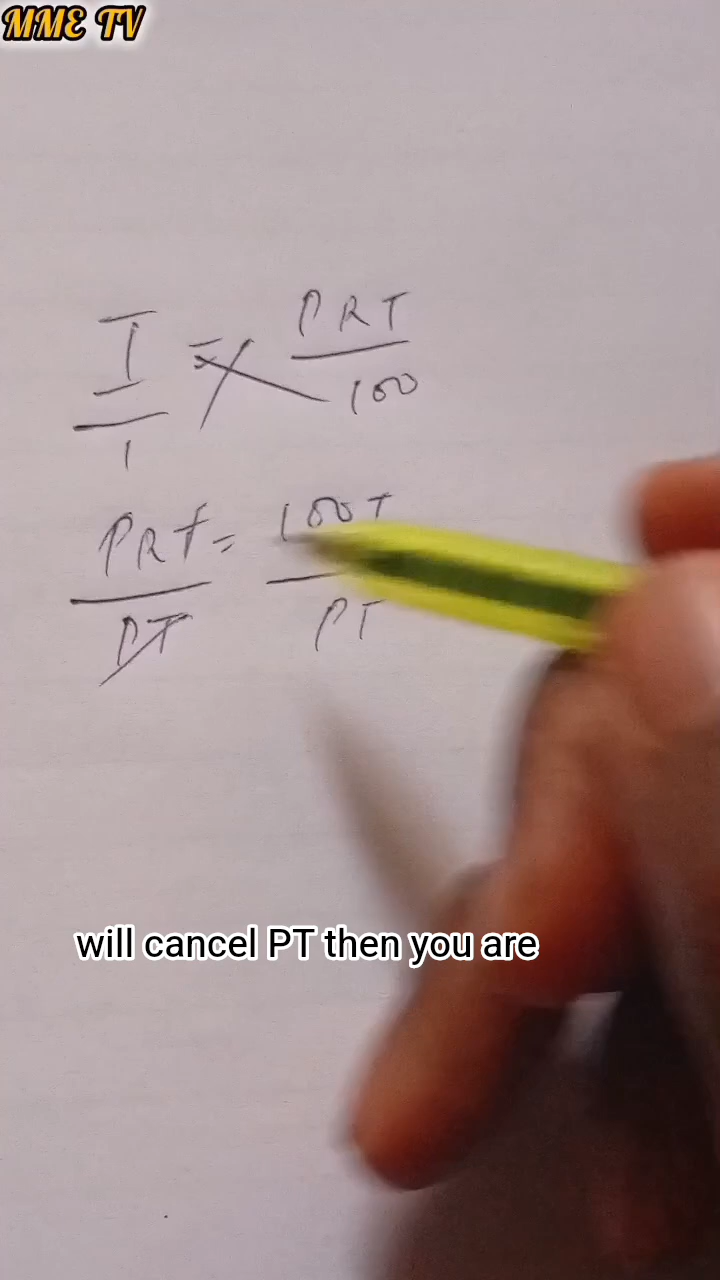 MME TV
I = PRT
1 100
PRT = 100I
PT PT
will cancel PT then you are